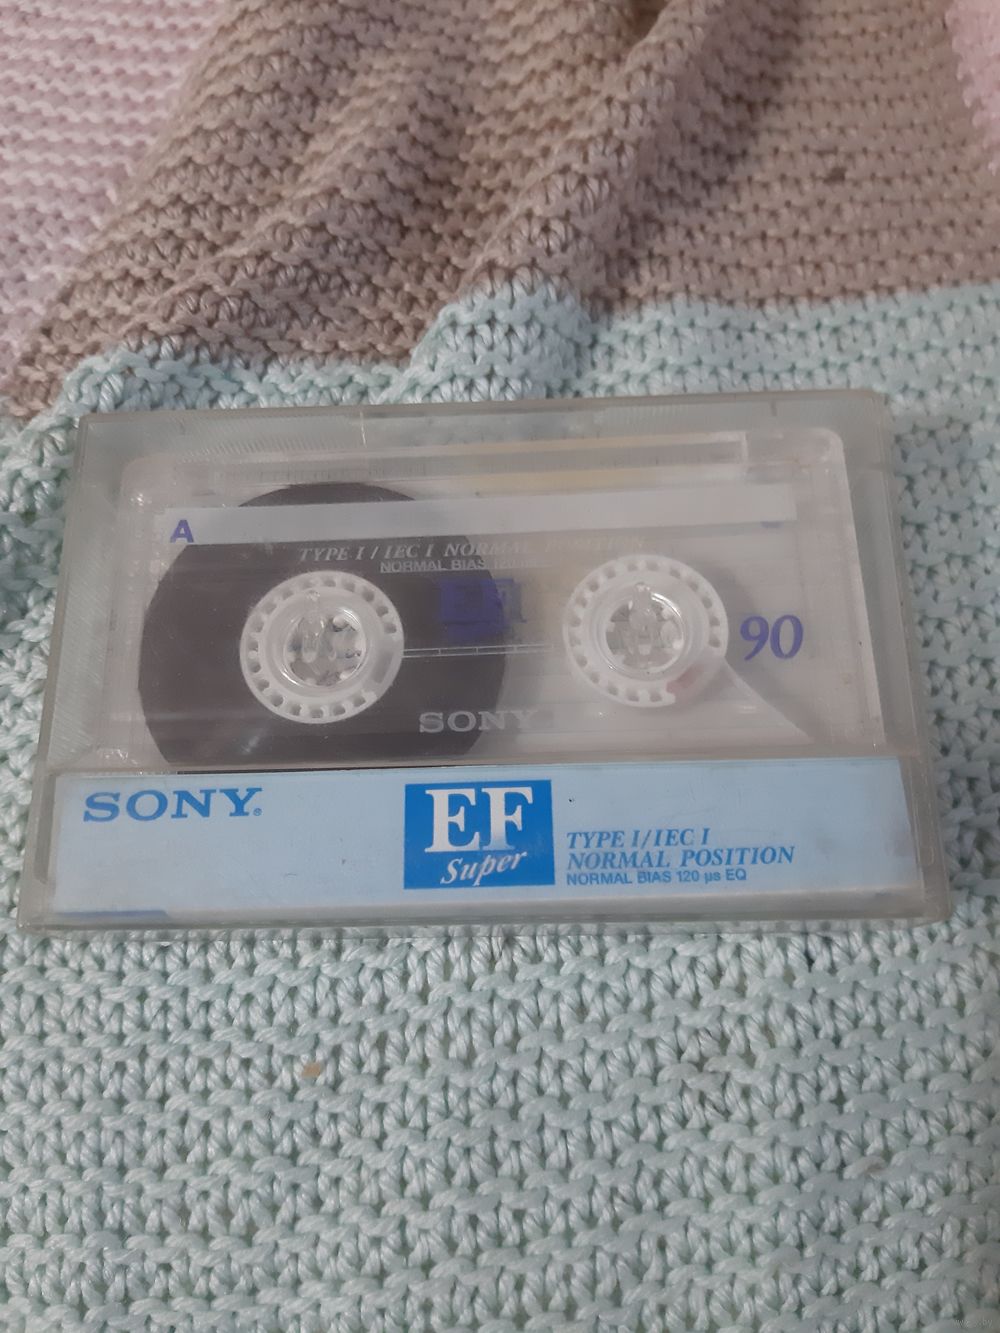 A
TYPE I / IEC I NORMAL POSITION
NORMAL BIAS 120
EF
90
SONY
SONY®
EF
Super
TYPE I/IEC I
NORMAL POSITION
NORMAL BIAS 120 µs EQ